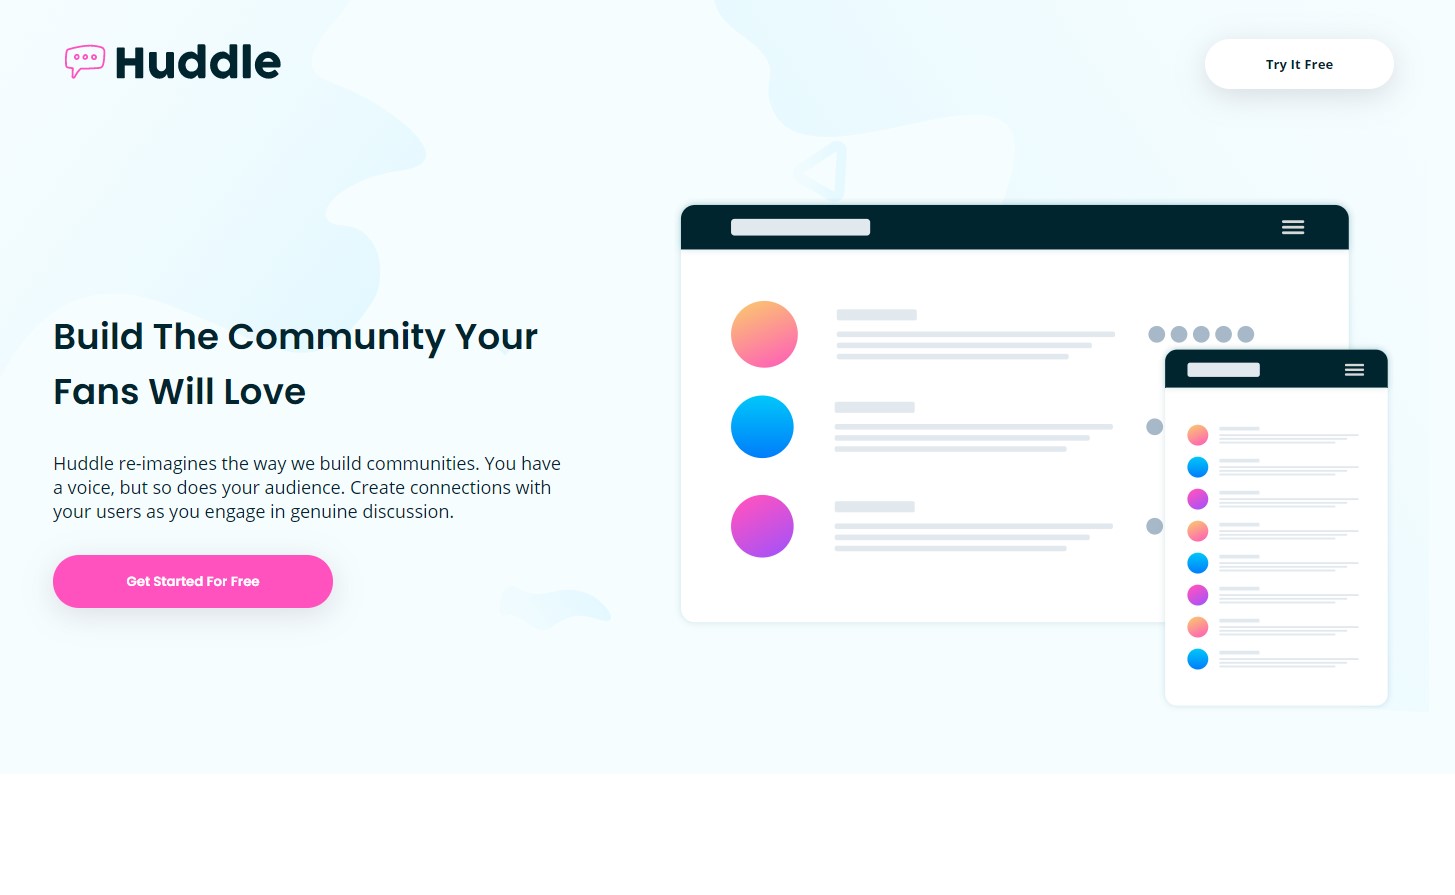 Huddle
Try It Free
Build The Community Your
Fans Will Love
Huddle re-imagines the way we build communities. You have
a voice, but so does your audience. Create connections with
your users as you engage in genuine discussion.
Get Started For Free